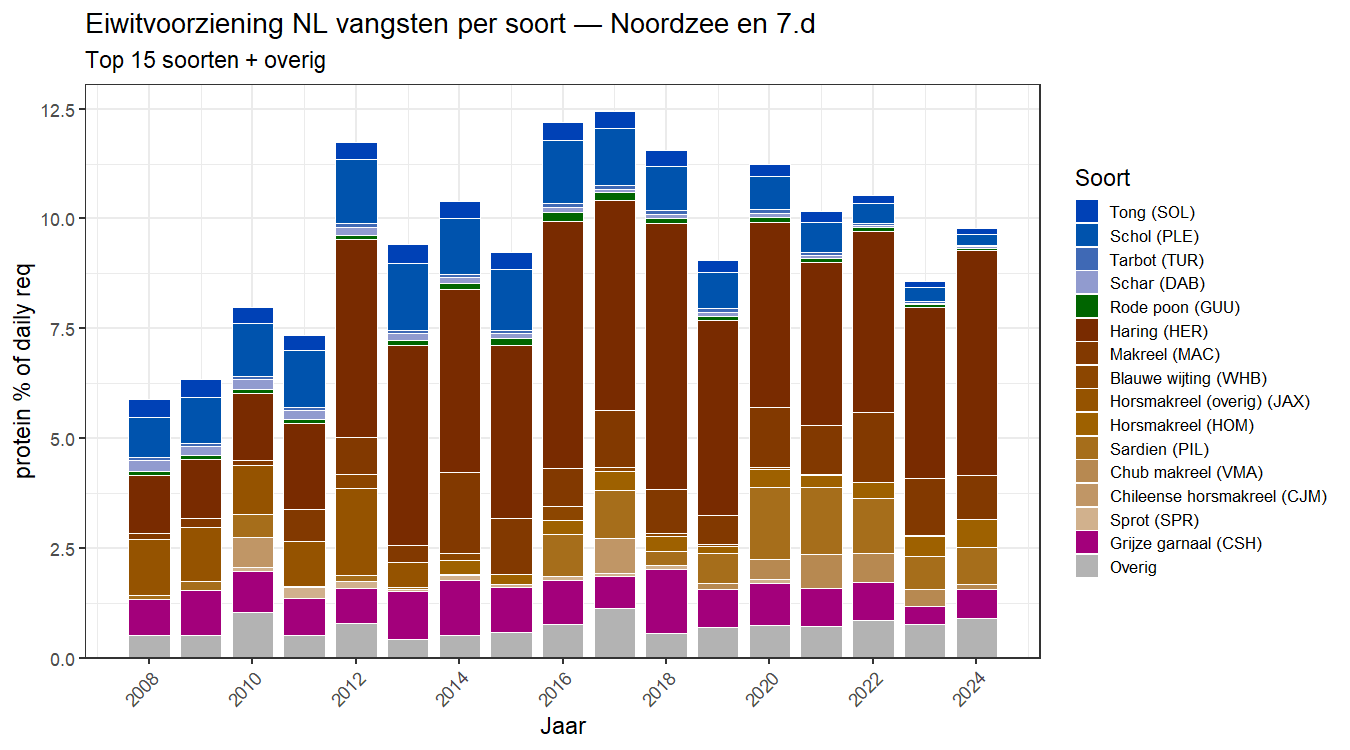 Eiwitvoorziening NL vangsten per soort — Noordzee en 7.d
Top 15 soorten + overig
protein % of daily req
12.5
10.0
7.5
5.0
2.5
0.0
2008
2010
2012
2014
2016
2018
2020
2022
2024
Jaar
Soort
Tong (SOL)
Schol (PLE)
Tarbot (TUR)
Schar (DAB)
Rode poon (GUU)
Haring (HER)
Makreel (MAC)
Blauwe wijting (WHB)
Horsmakreel (overig) (JAX)
Horsmakreel (HOM)
Sardien (PIL)
Chub makreel (VMA)
Chileense horsmakreel (CJM)
Sprot (SPR)
Grijze garnaal (CSH)
Overig